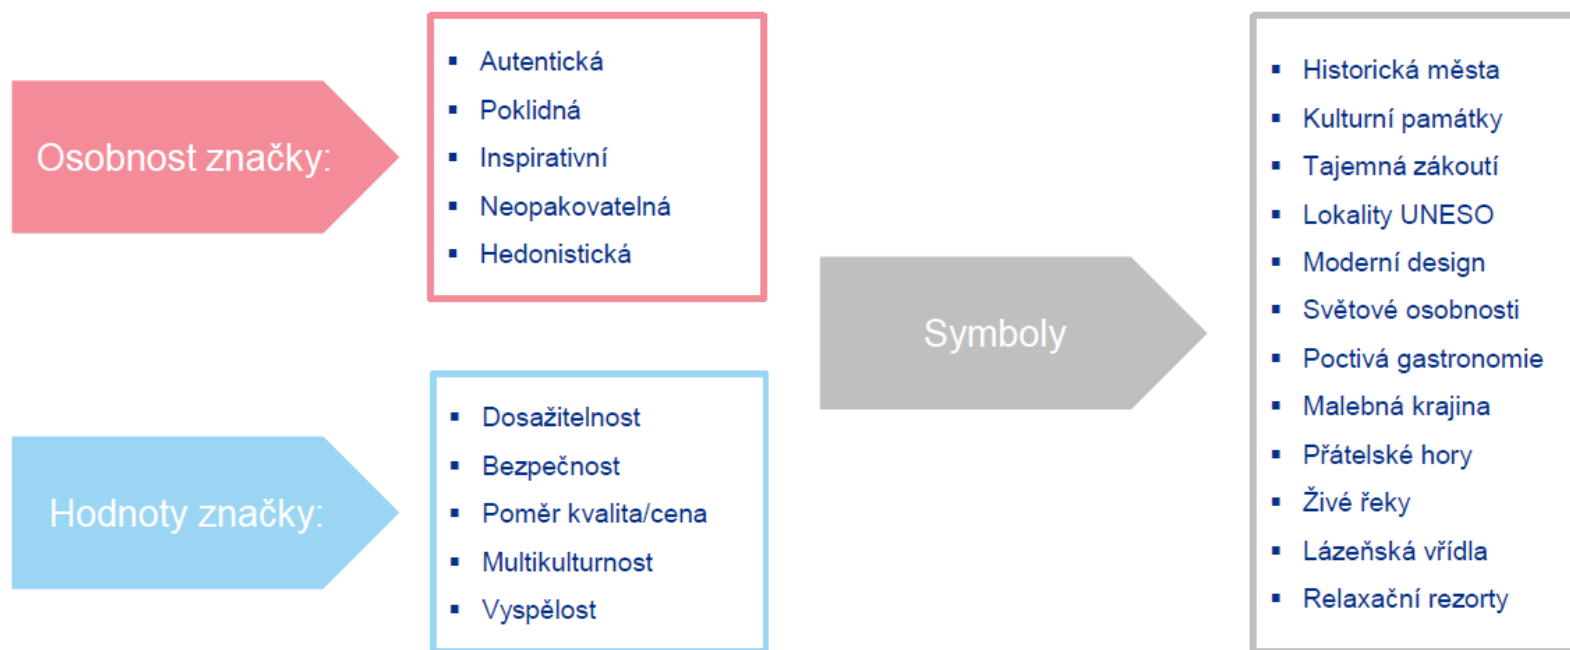 Osobnost značky:
▪ Autentická
▪ Poklidná
▪ Inspirativní
▪ Neopakovatelná
▪ Hedonistická
Hodnoty značky:
▪ Dosažitelnost
▪ Bezpečnost
▪ Poměr kvalita/cena
▪ Multikulturnost
▪ Vyspělost
Symboly
▪ Historická města
▪ Kulturní památky
▪ Tajemná zákoutí
▪ Lokality UNESO
▪ Moderní design
▪ Světové osobnosti
▪ Poctivá gastronomie
▪ Malebná krajina
▪ Přátelské hory
▪ Živé řeky
▪ Lázeňská vřídla
▪ Relaxační rezorty